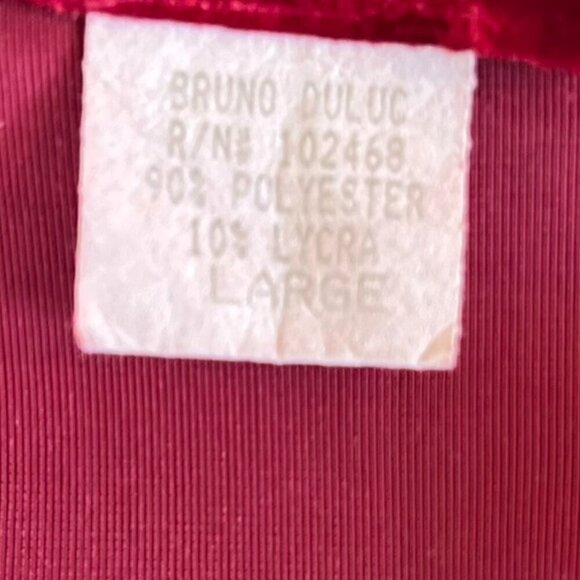 BRUNO DULUC
R/N# 102468
90% POLYESTER
10% LYCRA
LARGE